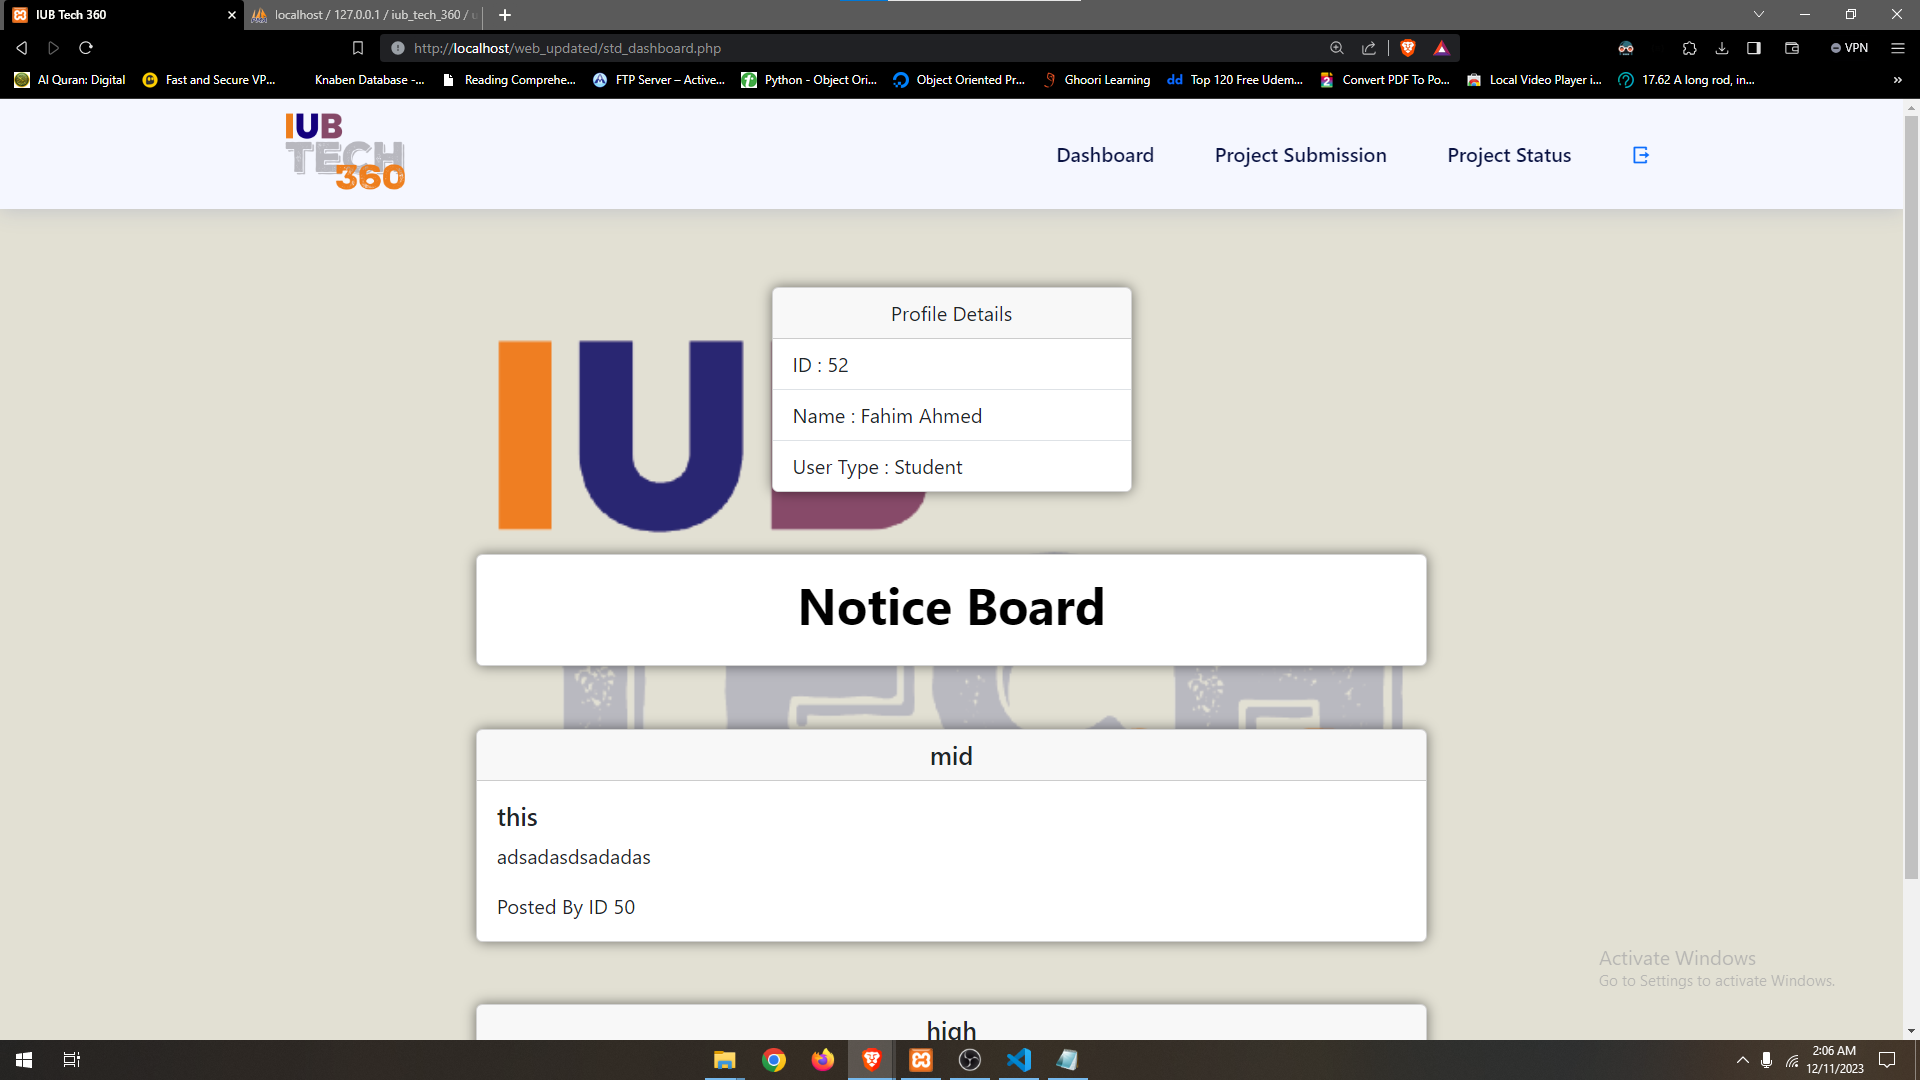 IUB Tech 360
localhost / 127.0.0.1 / iub_tech_360 / u
http://localhost/web_updated/std_dashboard.php
VPN
Al Quran: Digital
Fast and Secure VP...
Knaben Database -...
Reading Comprehe...
FTP Server – Active...
Python - Object Ori...
Object Oriented Pr...
Ghoori Learning
Top 120 Free Udem...
Convert PDF To Po...
Local Video Player i...
17.62 A long rod, in...
IUB
TECH
360
Dashboard
Project Submission
Project Status
Profile Details
ID : 52
Name : Fahim Ahmed
User Type : Student
IUB
Notice Board
mid
this
adsadasdsadadas
Posted By ID 50
high
Activate Windows
Go to Settings to activate Windows.
2:06 AM
12/11/2023